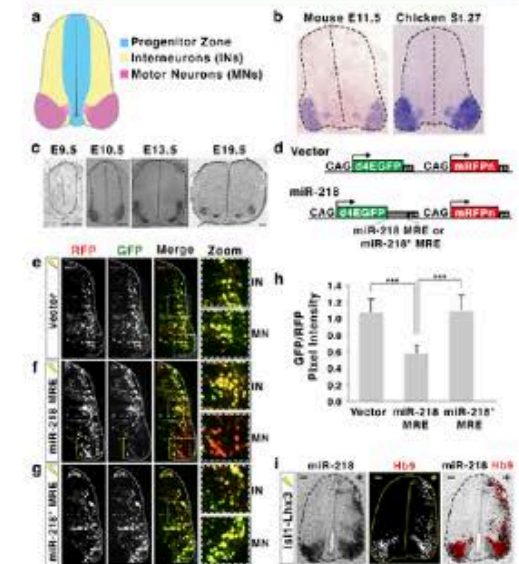 a
Progenitor Zone
Interneurons (INs)
Motor Neurons (MNs)
b
Mouse E11.5 Chicken St.27
c
E9.5 E10.5 E13.5 E19.5
d
Vector
CAG d4EGFP CAG mRFPn
miR-218
CAG d4EGFP CAG mRFPn
miR-218 MRE or
miR-218* MRE
e
RFP GFP Merge Zoom
vector
IN
MN
f
miR-218 MRE
IN
MN
g
miR-218* MRE
IN
MN
h
GFP/RFP
Pixel Intensity
1.4
1.2
1.0
0.8
0.6
0.4
0.2
0.0
*** ***
Vector miR-218 miR-218*
MRE MRE
i
miR-218 Hb9 miR-218 Hb9
Isl1-Lhx3
− + − + − +